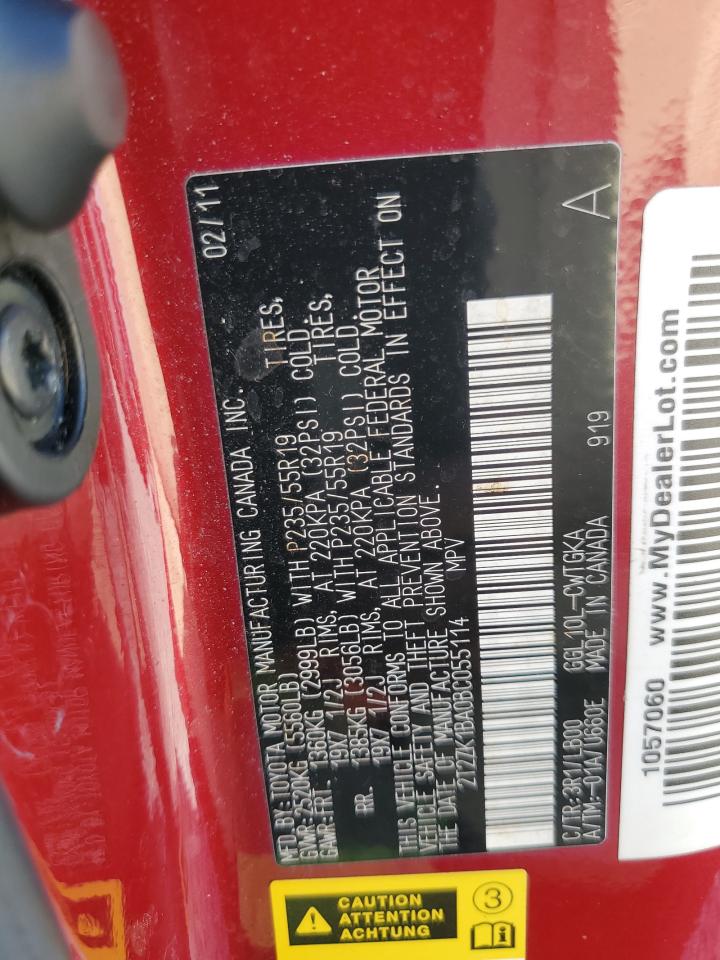 MFD BY: TOYOTA MOTOR MANUFACTURING CANADA INC. 02/11
GVWR:2520KG (5560LB)
GAWR:FRT. 1360KG (2999LB) WITH P235/55R19 TIRES,
19X7 1/2J RIMS, AT 220KPA (32PSI) COLD.
RR. 1385KG (3056LB) WITH P235/55R19 TIRES,
19X7 1/2J RIMS, AT 220KPA (32PSI) COLD.
THIS VEHICLE CONFORMS TO ALL APPLICABLE FEDERAL MOTOR
VEHICLE SAFETY AND THEFT PREVENTION STANDARDS IN EFFECT ON
THE DATE OF MANUFACTURE SHOWN ABOVE.
2T2ZK1BA0BC055114 MPV
C/TR:3R1/LB00 GGL10L-CWTGKA
A/TM:-01A/U660E MADE IN CANADA 919 A
1057060 www.MyDealerLot.com
CAUTION
ATTENTION
ACHTUNG
3